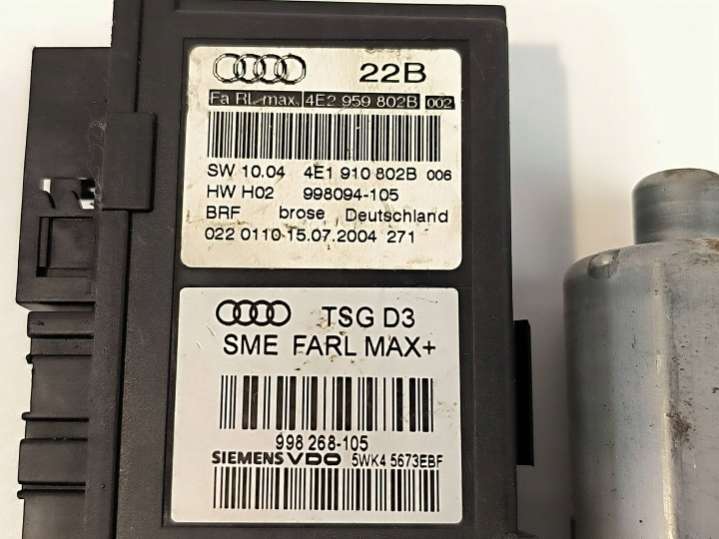 22B
Fa RL max. 4E2 959 802B 002
SW 10.04 4E1 910 802B 006
HW H02 998094-105
BRF brose Deutschland
022 0110 15.07.2004 271
TSG D3
SME FARL MAX+
998 268-105
SIEMENS VDO 5WK4 5673EBF